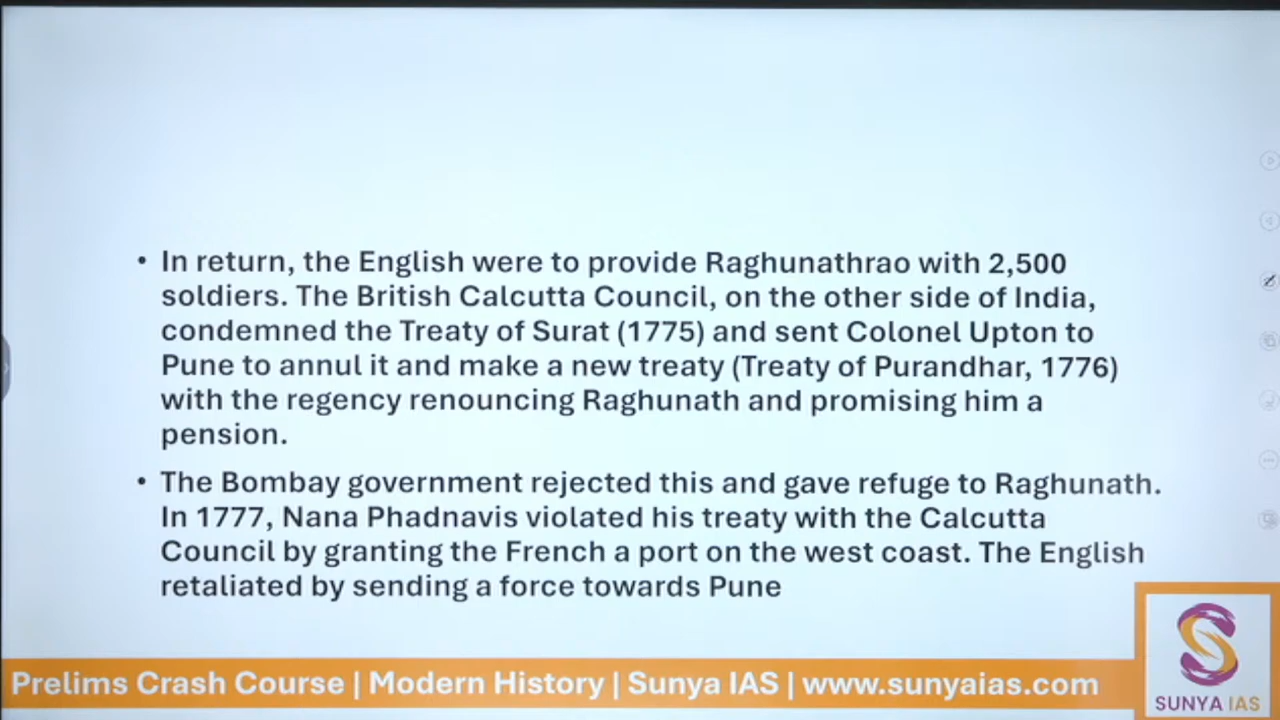 • In return, the English were to provide Raghunathrao with 2,500
soldiers. The British Calcutta Council, on the other side of India,
condemned the Treaty of Surat (1775) and sent Colonel Upton to
Pune to annul it and make a new treaty (Treaty of Purandhar, 1776)
with the regency renouncing Raghunath and promising him a
pension.
• The Bombay government rejected this and gave refuge to Raghunath.
In 1777, Nana Phadnavis violated his treaty with the Calcutta
Council by granting the French a port on the west coast. The English
retaliated by sending a force towards Pune
Prelims Crash Course | Modern History | Sunya IAS | www.sunyaias.com
SUNYA IAS